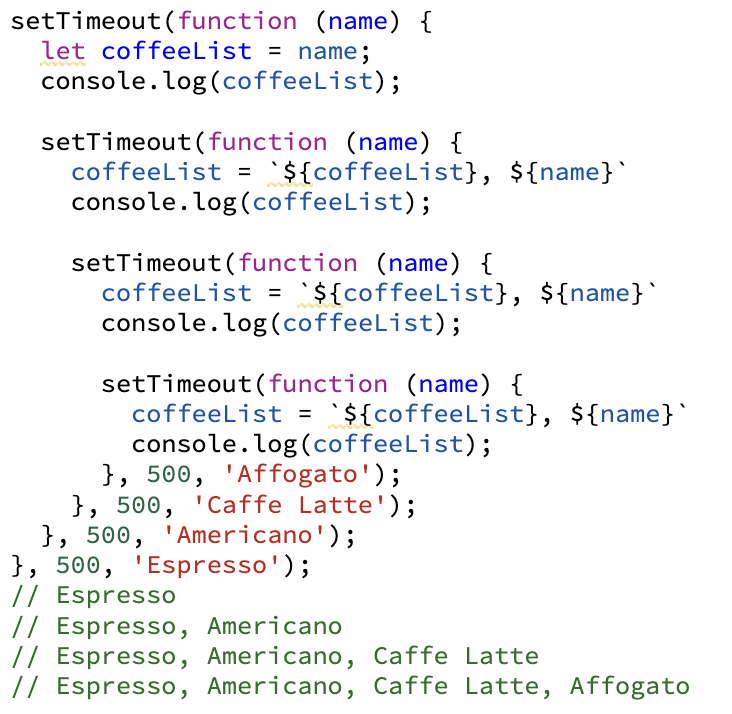 setTimeout(function (name) {
  let coffeeList = name;
  console.log(coffeeList);

  setTimeout(function (name) {
    coffeeList = `${coffeeList}, ${name}`
    console.log(coffeeList);

    setTimeout(function (name) {
      coffeeList = `${coffeeList}, ${name}`
      console.log(coffeeList);

      setTimeout(function (name) {
        coffeeList = `${coffeeList}, ${name}`
        console.log(coffeeList);
      }, 500, 'Affogato');
    }, 500, 'Caffe Latte');
  }, 500, 'Americano');
}, 500, 'Espresso');
// Espresso
// Espresso, Americano
// Espresso, Americano, Caffe Latte
// Espresso, Americano, Caffe Latte, Affogato